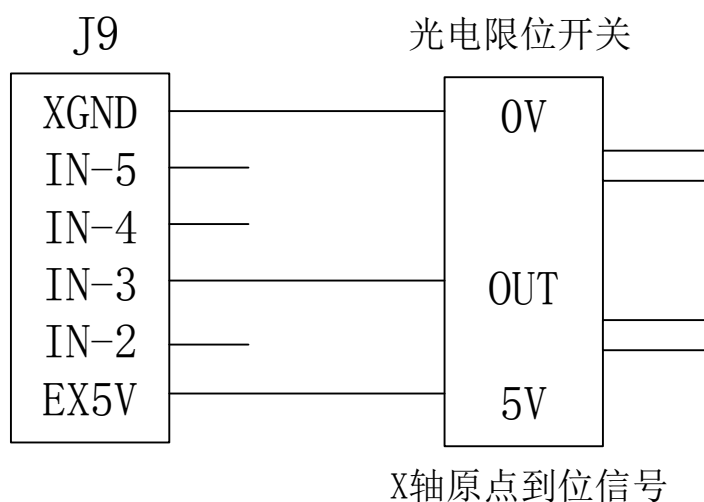 J9
光电限位开关
XGND
IN-5
IN-4
IN-3
IN-2
EX5V
0V
OUT
5V
X轴原点到位信号